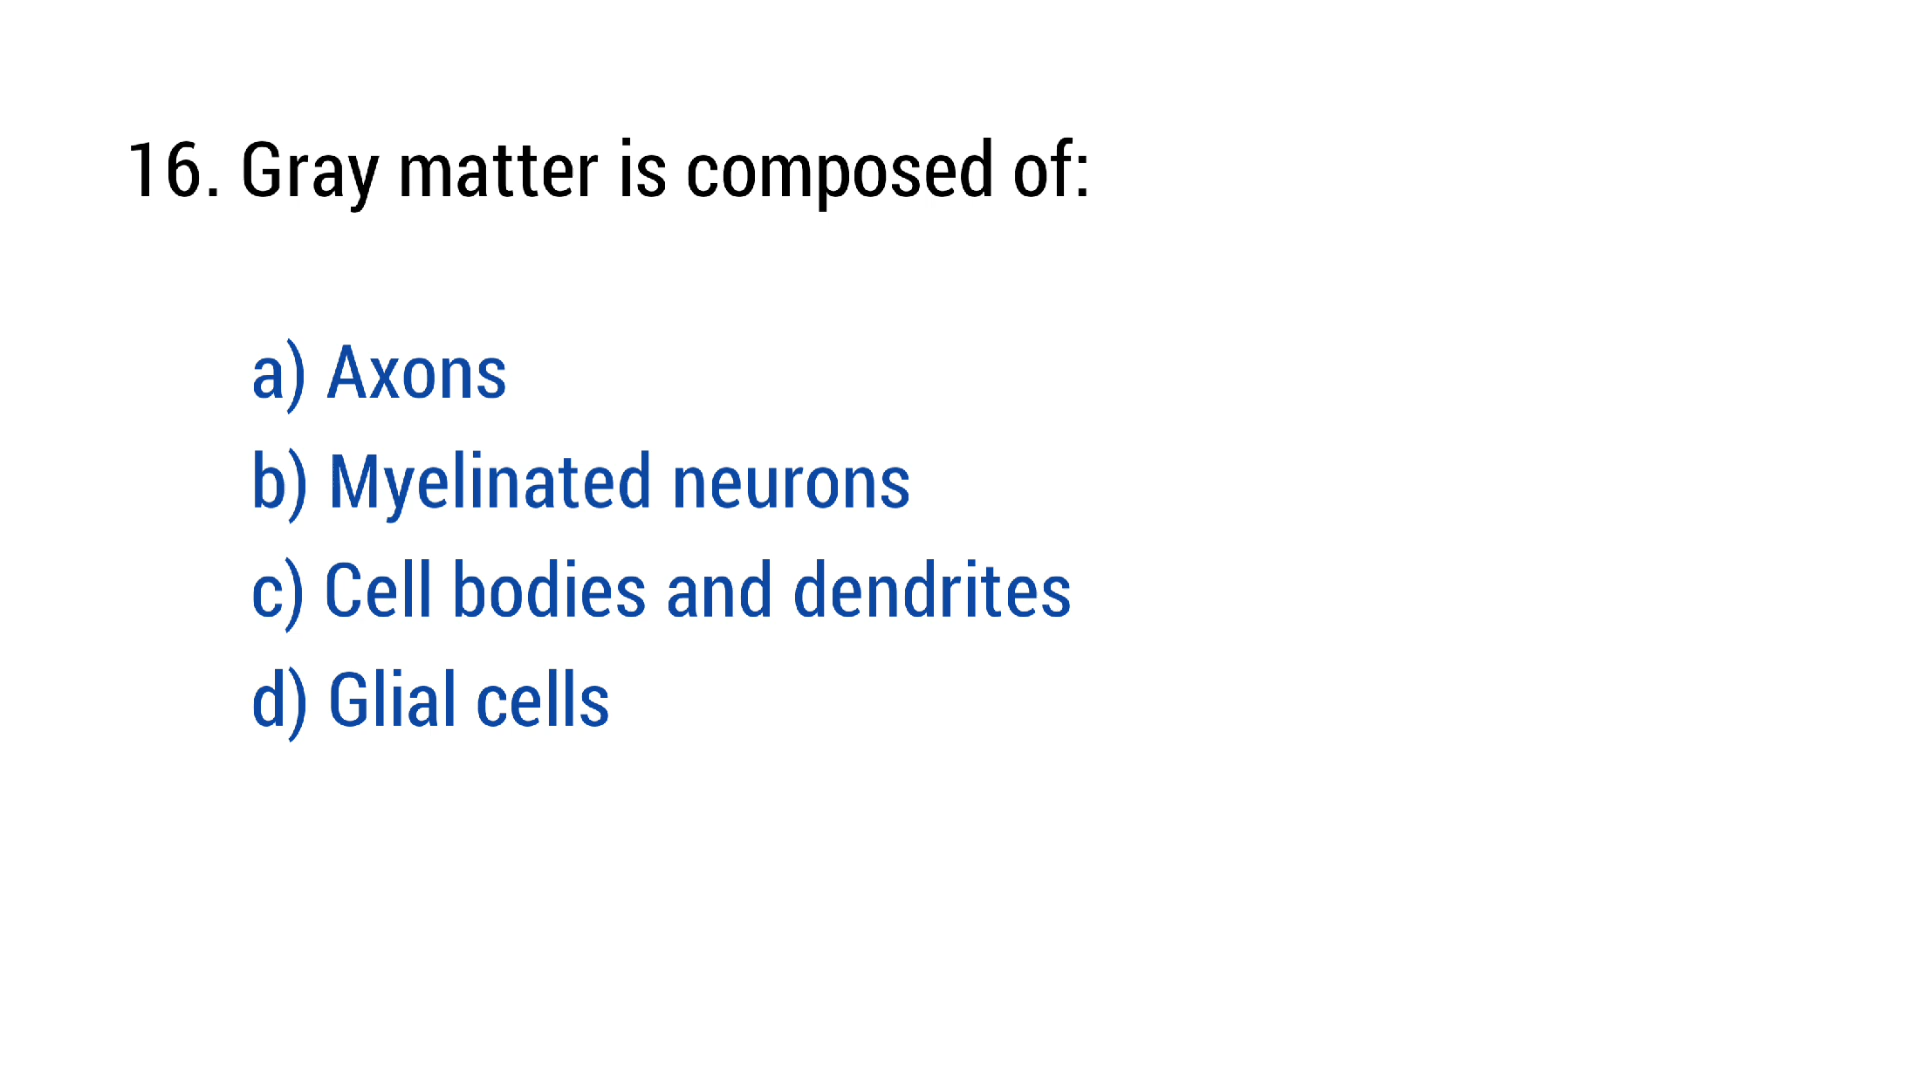 16. Gray matter is composed of:
a) Axons
b) Myelinated neurons
c) Cell bodies and dendrites
d) Glial cells